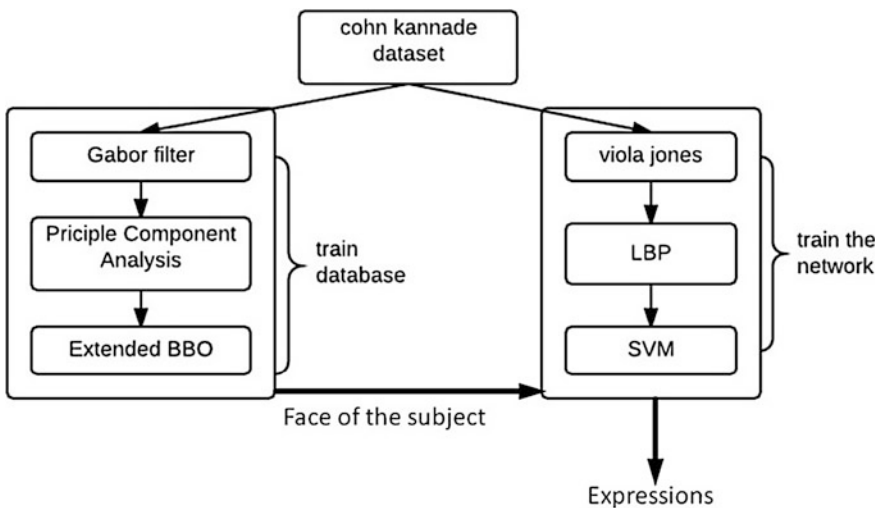 cohn kannade
dataset
Gabor filter
Priciple Component
Analysis
Extended BBO
train
database
viola jones
LBP
SVM
train the
network
Face of the subject
Expressions